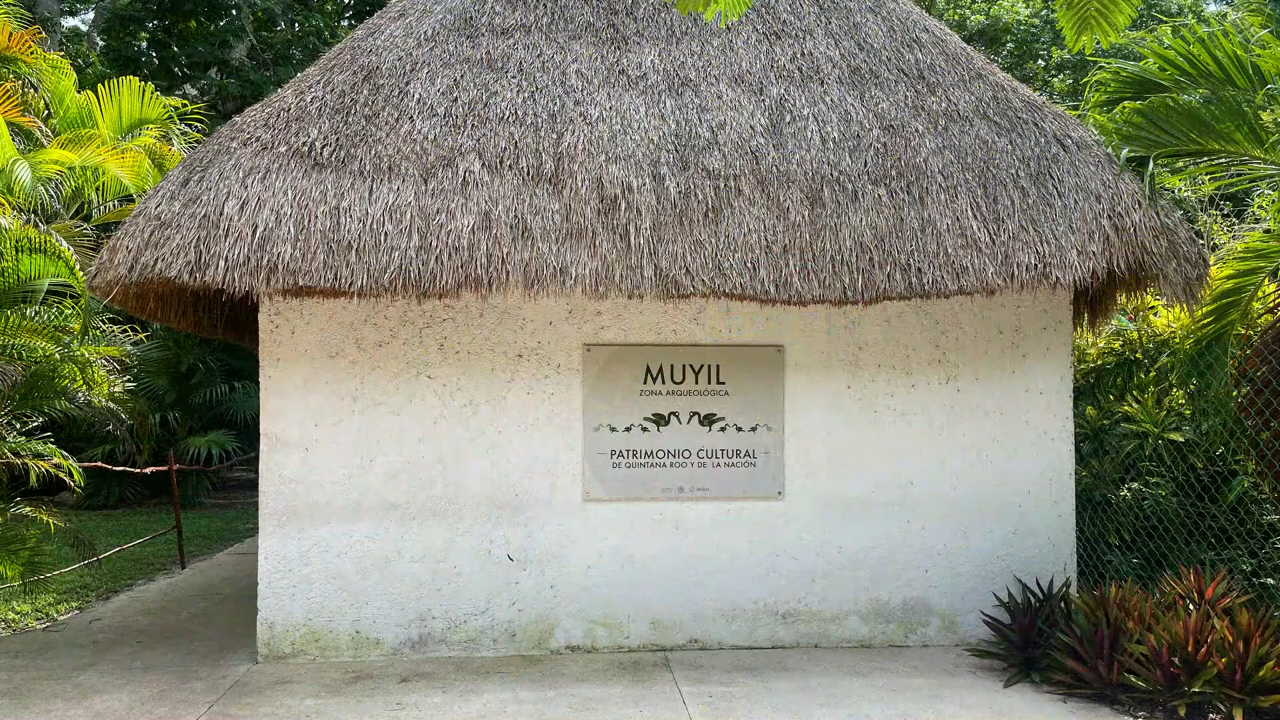 MUYIL
ZONA ARQUEOLÓGICA
PATRIMONIO CULTURAL
DE QUINTANA ROO Y DE LA NACIÓN